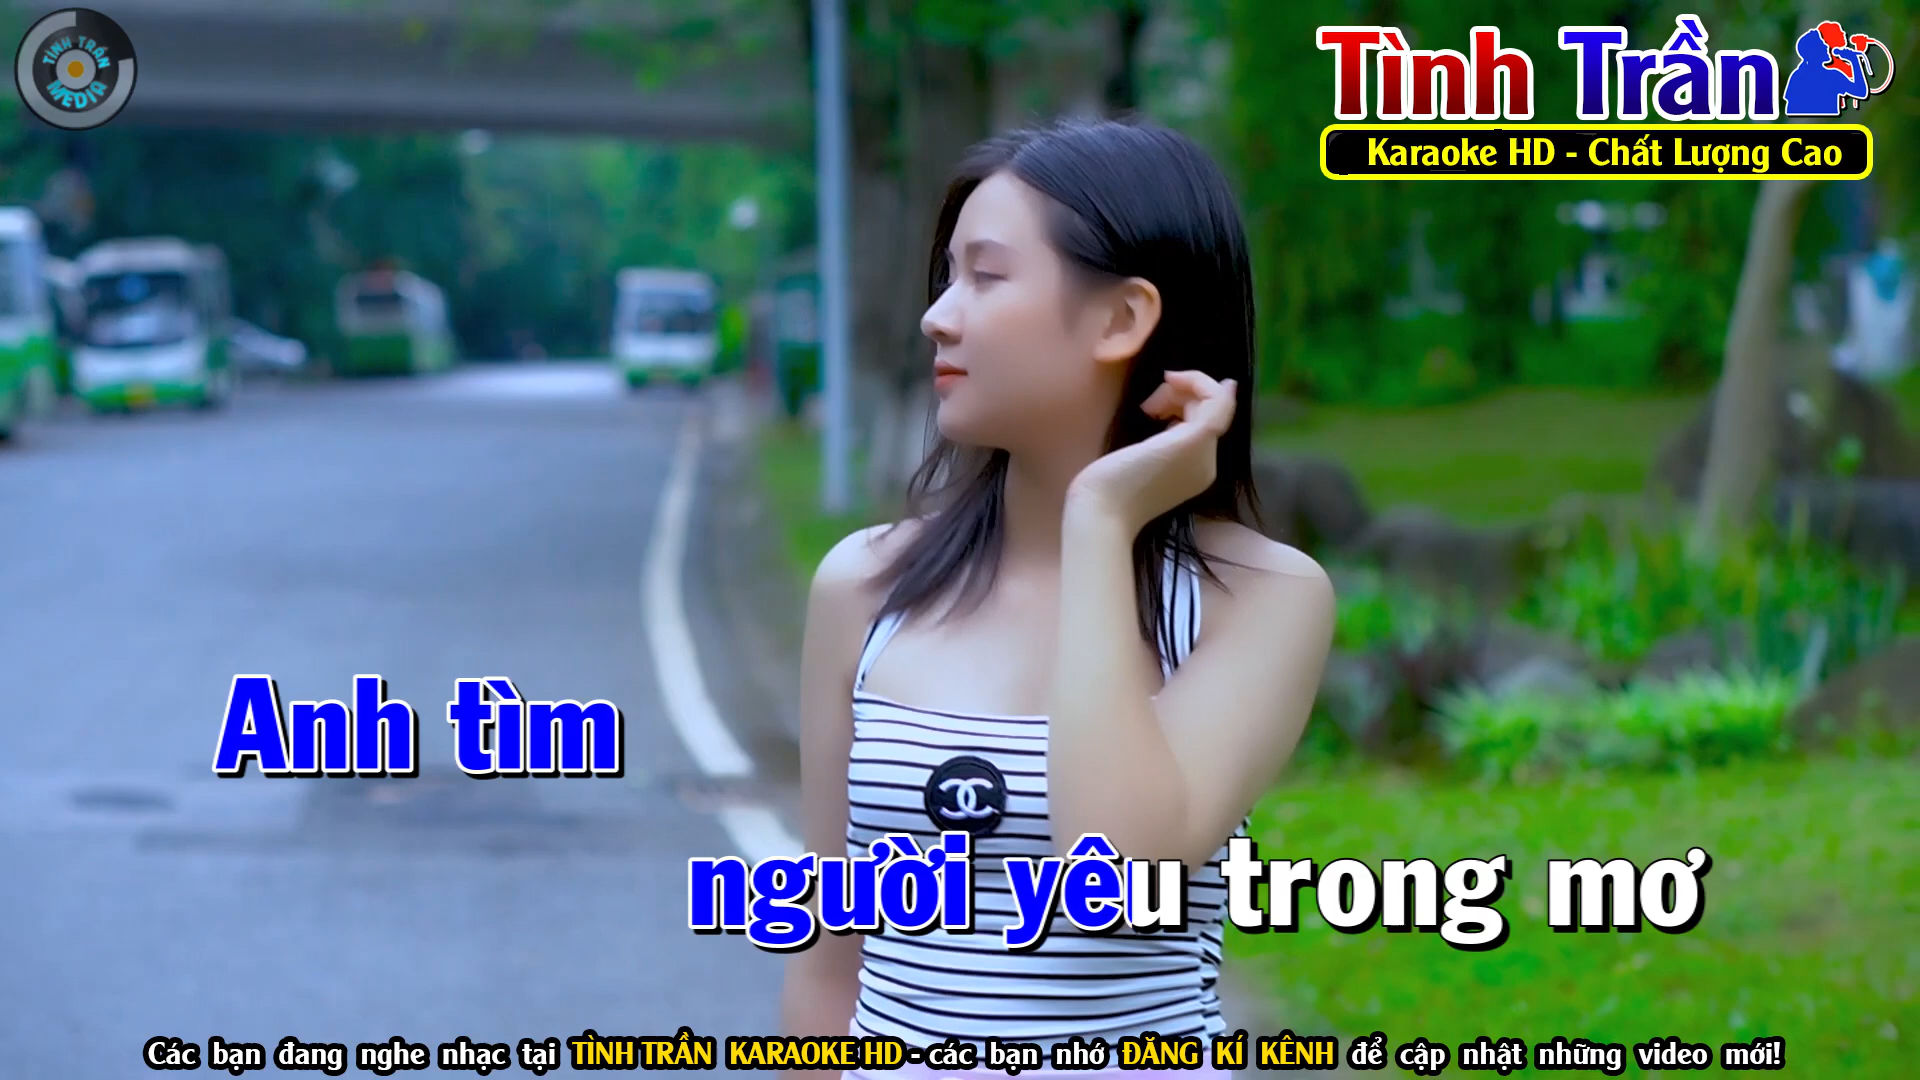 TÌNH TRẦN
MEDIA
Tình Trần
Karaoke HD - Chất Lượng Cao
Anh tìm
người yêu trong mơ
Các bạn đang nghe nhạc tại TÌNH TRẦN KARAOKE HD - các bạn nhớ ĐĂNG KÍ KÊNH để cập nhật những video mới!